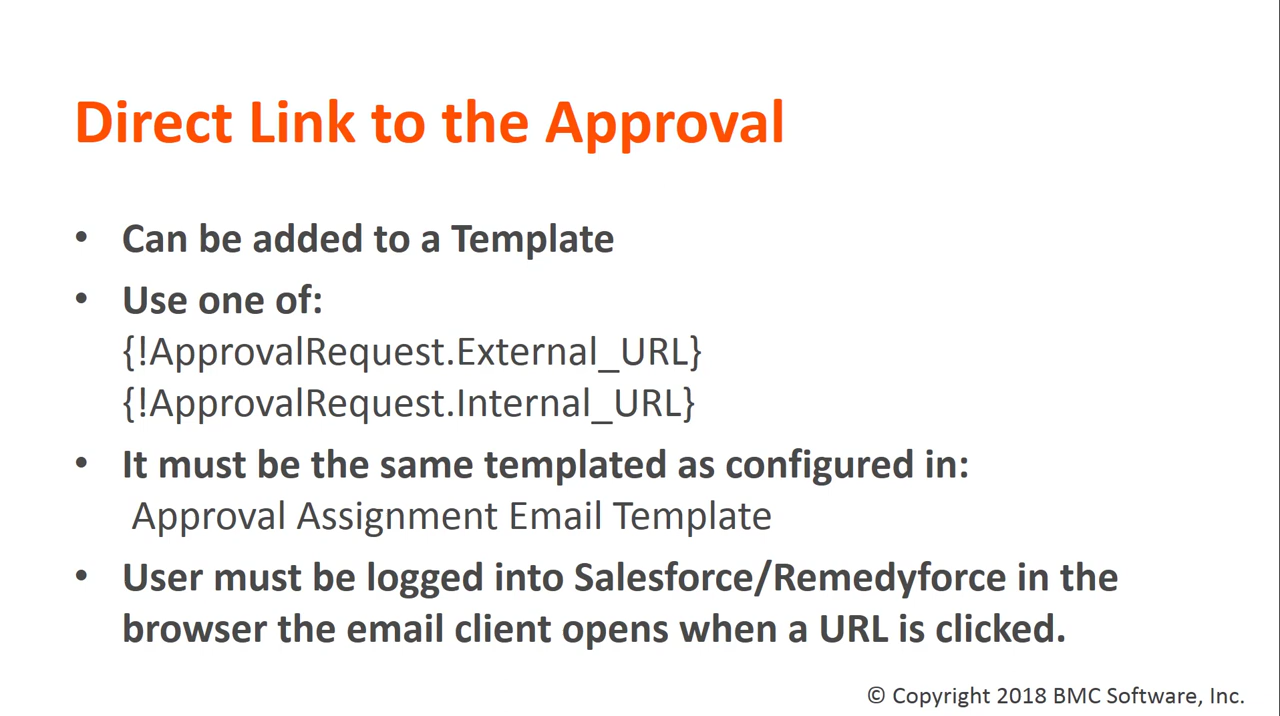 Direct Link to the Approval
• Can be added to a Template
• Use one of:
{!ApprovalRequest.External_URL}
{!ApprovalRequest.Internal_URL}
• It must be the same templated as configured in:
Approval Assignment Email Template
• User must be logged into Salesforce/Remedyforce in the
browser the email client opens when a URL is clicked.
© Copyright 2018 BMC Software, Inc.